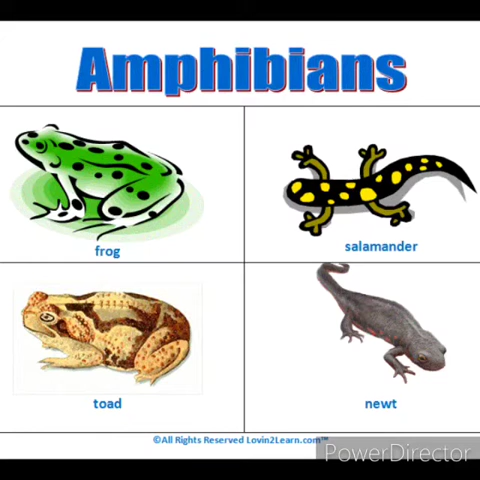 Amphibians
frog
salamander
toad
newt
©All Rights Reserved Lovin2Learn.com™
PowerDirector